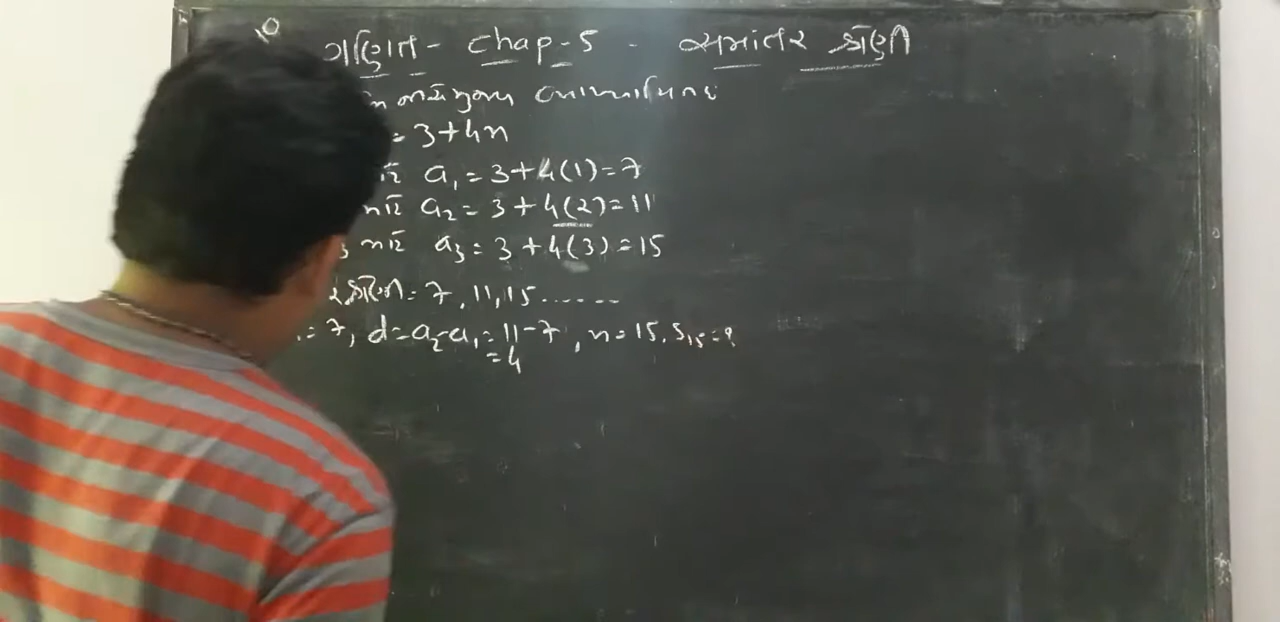 ૧૦ ગણિત - Chap-5 - સમાંતર શ્રેણી
= 3+4n
a₁ = 3+4(1)=7
a₂ = 3+4(2)=11
a₃ = 3+4(3)=15
શ્રેણી = 7, 11, 15......
= 7, d=a₂-a₁ = 11-7, n=15, S₁₅=?
=4